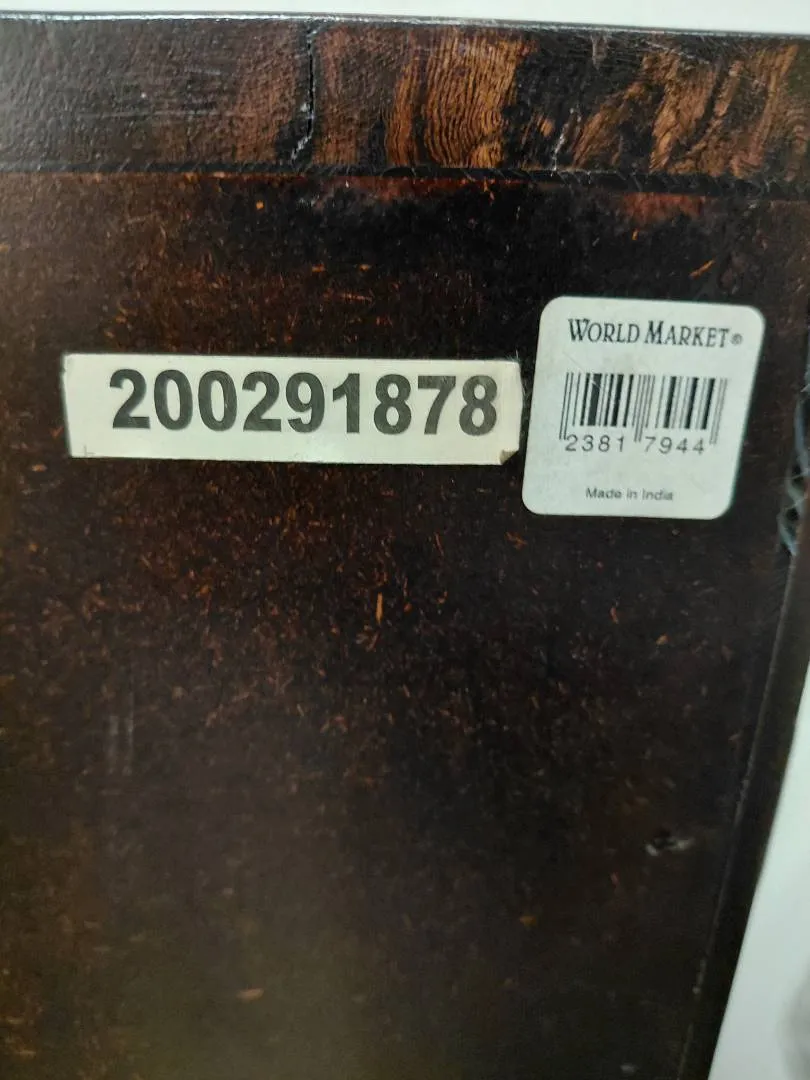 200291878
WORLD MARKET®
2381 7944
Made in India